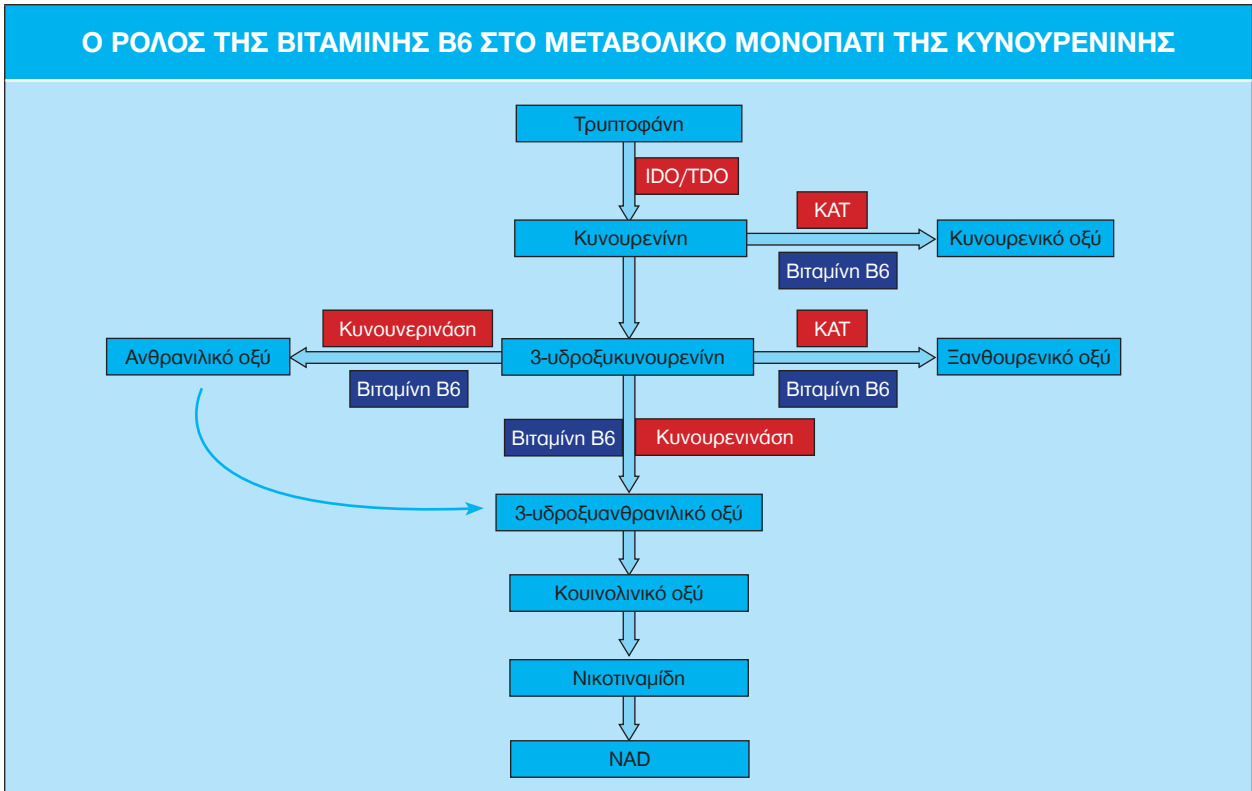 Ο ΡΟΛΟΣ ΤΗΣ ΒΙΤΑΜΙΝΗΣ Β6 ΣΤΟ ΜΕΤΑΒΟΛΙΚΟ ΜΟΝΟΠΑΤΙ ΤΗΣ ΚΥΝΟΥΡΕΝΙΝΗΣ
Τρυπτοφάνη
IDO/TDO
Κυνουρενίνη
ΚΑΤ
Βιταμίνη Β6
Κυνουρενικό οξύ
Ανθρανιλικό οξύ
Κυνουνερινάση
Βιταμίνη Β6
3-υδροξυκυνουρενίνη
ΚΑΤ
Βιταμίνη Β6
Ξανθουρενικό οξύ
Βιταμίνη Β6
Κυνουρενινάση
3-υδροξυανθρανιλικό οξύ
Κουινολινικό οξύ
Νικοτιναμίδη
NAD